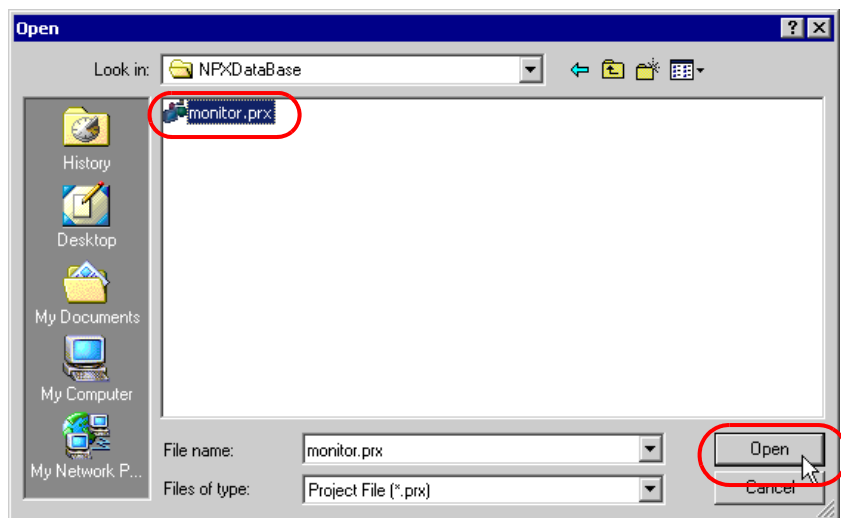 Open
Look in: NPXDataBase
monitor.prx
History
Desktop
My Documents
My Computer
My Network P...
File name: monitor.prx Open
Files of type: Project File (*.prx) Cancel